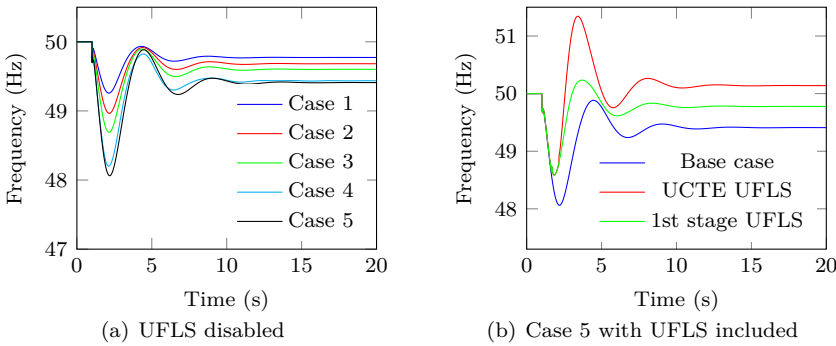 50
49
48
47
Frequency (Hz)
Case 1
Case 2
Case 3
Case 4
Case 5
0
5
10
15
20
Time (s)
(a) UFLS disabled
51
50
49
48
Frequency (Hz)
Base case
UCTE UFLS
1st stage UFLS
0
5
10
15
20
Time (s)
(b) Case 5 with UFLS included